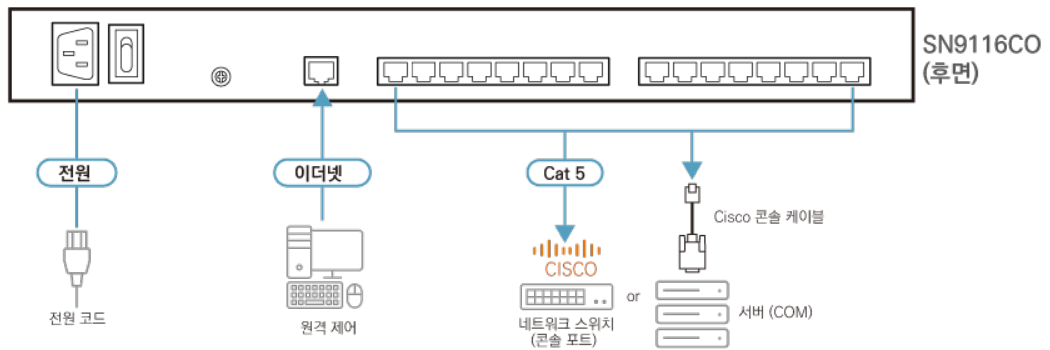 SN9116CO
(후면)
전원
이더넷
Cat 5
Cisco 콘솔 케이블
CISCO
전원 코드
원격 제어
네트워크 스위치
(콘솔 포트)
or
서버 (COM)